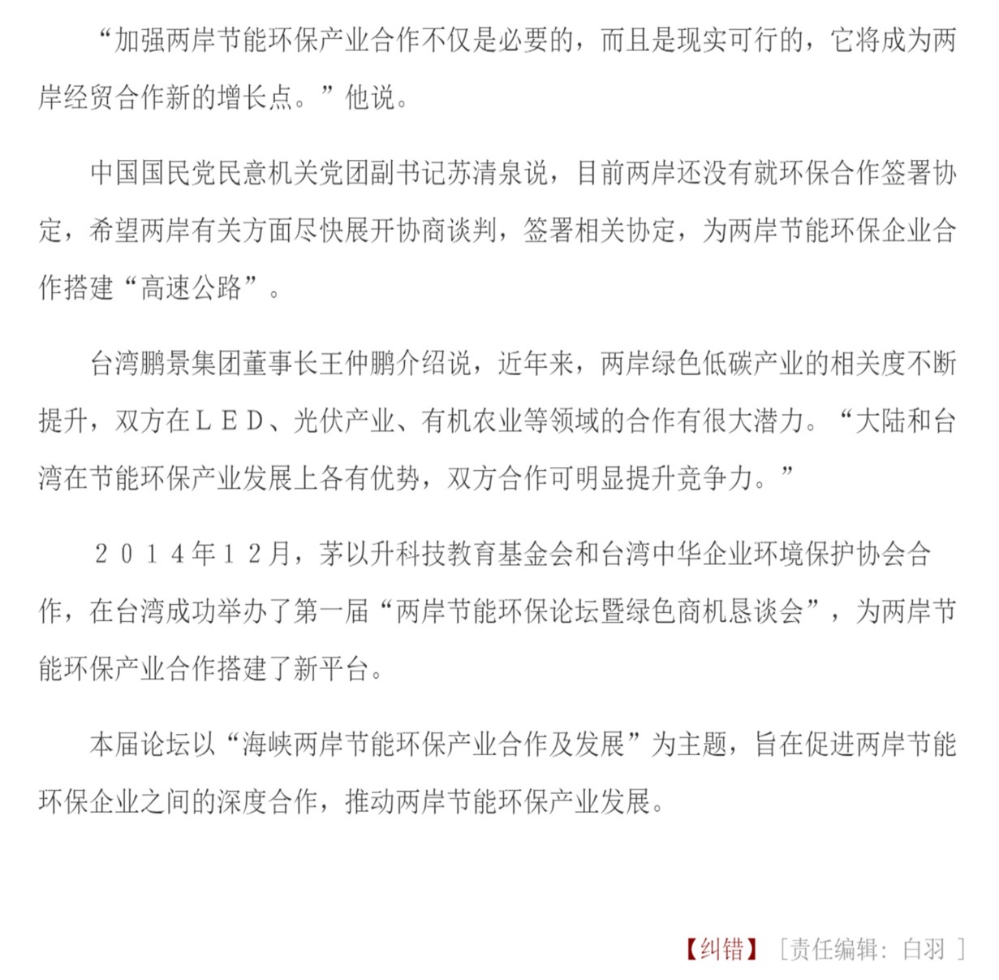 “加强两岸节能环保产业合作不仅是必要的，而且是现实可行的，它将成为两
岸经贸合作新的增长点。”他说。
中国国民党民意机关党团副书记苏清泉说，目前两岸还没有就环保合作签署协
定，希望两岸有关方面尽快展开协商谈判，签署相关协定，为两岸节能环保企业合
作搭建“高速公路”。
台湾鹏景集团董事长王仲鹏介绍说，近年来，两岸绿色低碳产业的相关度不断
提升，双方在ＬＥＤ、光伏产业、有机农业等领域的合作有很大潜力。“大陆和台
湾在节能环保产业发展上各有优势，双方合作可明显提升竞争力。”
２０１４年１２月，茅以升科技教育基金会和台湾中华企业环境保护协会合
作，在台湾成功举办了第一届“两岸节能环保论坛暨绿色商机恳谈会”，为两岸节
能环保产业合作搭建了新平台。
本届论坛以“海峡两岸节能环保产业合作及发展”为主题，旨在促进两岸节能
环保企业之间的深度合作，推动两岸节能环保产业发展。
【纠错】 [责任编辑: 白羽 ]